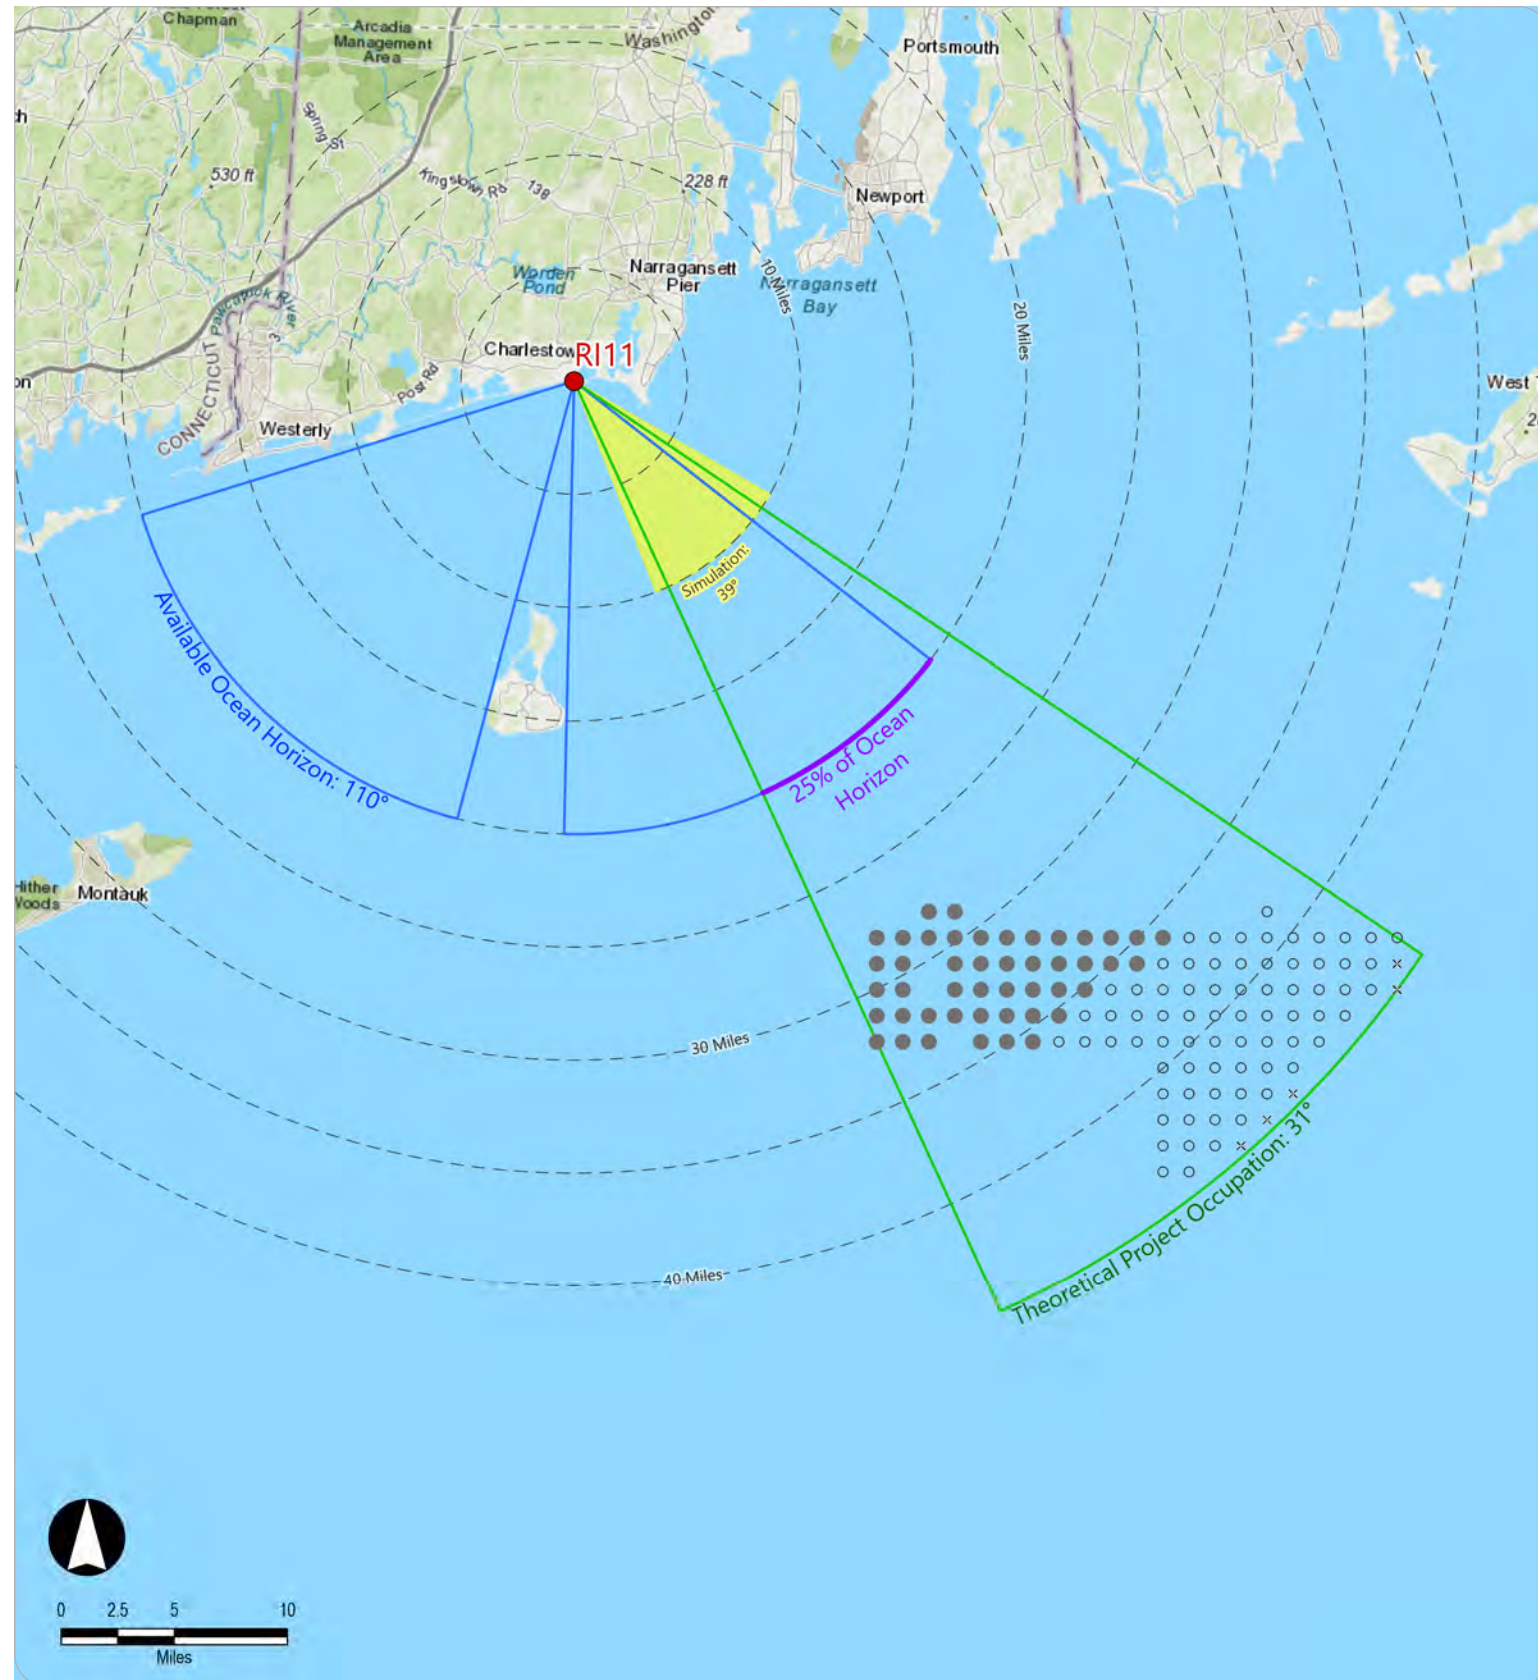 Chapman
Arcadia
Management
Area
Washington
Portsmouth
Spring St
530 ft
Kingstown Rd
138
228 ft
Newport
Worden
Pond
Narragansett
Pier
10 Miles
Narragansett
Bay
20 Miles
Pawcatuck River
3
CONNECTICUT
Charlestow
RI11
Post Rd
on
West
Westerly
Simulation:
39°
Available Ocean Horizon: 110°
25% of Ocean
Horizon
Hither
Woods
Montauk
30 Miles
Theoretical Project Occupation: 31°
40 Miles
0 2.5 5 10
Miles